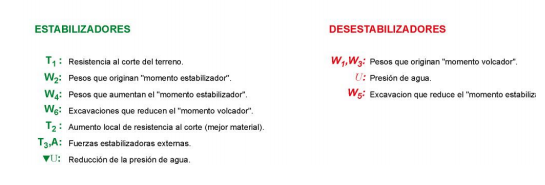 ESTABILIZADORES
T1 : Resistencia al corte del terreno.
W2: Pesos que originan "momento estabilizador".
W4: Pesos que aumentan el "momento estabilizador".
W6: Excavaciones que reducen el "momento volcador".
T2 : Aumento local de resistencia al corte (mejor material).
T3,A: Fuerzas estabilizadoras externas.
▼U: Reducción de la presión de agua.
DESESTABILIZADORES
W1,W3: Pesos que originan "momento volcador".
U: Presión de agua.
W5: Excavacion que reduce el "momento estabiliz